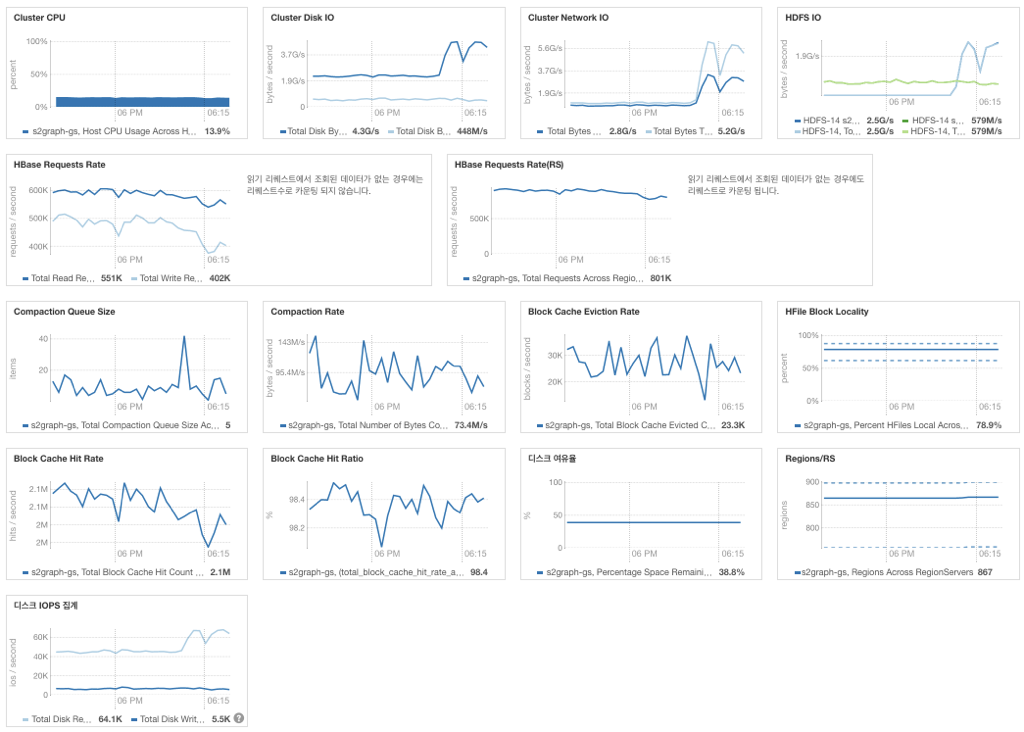 Cluster CPU
100%
50%
0%
percent
06 PM
06:15
s2graph-gs, Host CPU Usage Across H... 13.9%
Cluster Disk IO
3.7G/s
1.9G/s
0
bytes / second
06 PM
06:15
Total Disk By... 4.3G/s Total Disk B... 448M/s
Cluster Network IO
5.6G/s
3.7G/s
1.9G/s
bytes / second
06 PM
06:15
Total Bytes ... 2.8G/s Total Bytes T... 5.2G/s
HDFS IO
1.9G/s
bytes / second
06 PM
06:15
HDFS-14 s2... 2.5G/s HDFS-14 s... 579M/s
HDFS-14, To... 2.5G/s HDFS-14, T... 579M/s
HBase Requests Rate
600K
500K
400K
requests / second
06 PM
06:15
Total Read Re... 551K Total Write Re... 402K
읽기 리퀘스트에서 조회된 데이터가 없는 경우에는
리퀘스트수로 카운팅 되지 않습니다.
HBase Requests Rate(RS)
500K
0
requests / second
06 PM
06:15
s2graph-gs, Total Requests Across Regio... 801K
읽기 리퀘스트에서 조회된 데이터가 없는 경우에도
리퀘스트로 카운팅 됩니다.
Compaction Queue Size
40
20
items
06 PM
06:15
s2graph-gs, Total Compaction Queue Size Ac... 5
Compaction Rate
143M/s
95.4M/s
bytes / second
06 PM
06:15
s2graph-gs, Total Number of Bytes Co... 73.4M/s
Block Cache Eviction Rate
30K
20K
blocks / second
06 PM
06:15
s2graph-gs, Total Block Cache Evicted C... 23.3K
HFile Block Locality
100%
50%
0%
percent
06 PM
06:15
s2graph-gs, Percent HFiles Local Acros... 78.9%
Block Cache Hit Rate
2.1M
2.1M
2M
2M
hits / second
06 PM
06:15
s2graph-gs, Total Block Cache Hit Count ... 2.1M
Block Cache Hit Ratio
98.4
98.2
%
06 PM
06:15
s2graph-gs, (total_block_cache_hit_rate_a... 98.4
디스크 여유율
100
50
0
%
06 PM
06:15
s2graph-gs, Percentage Space Remaini... 38.8%
Regions/RS
900
850
800
regions
06 PM
06:15
s2graph-gs, Regions Across RegionServers 867
디스크 IOPS 집계
60K
40K
20K
0
ios / second
06 PM
06:15
Total Disk Re... 64.1K Total Disk Writ... 5.5K ?